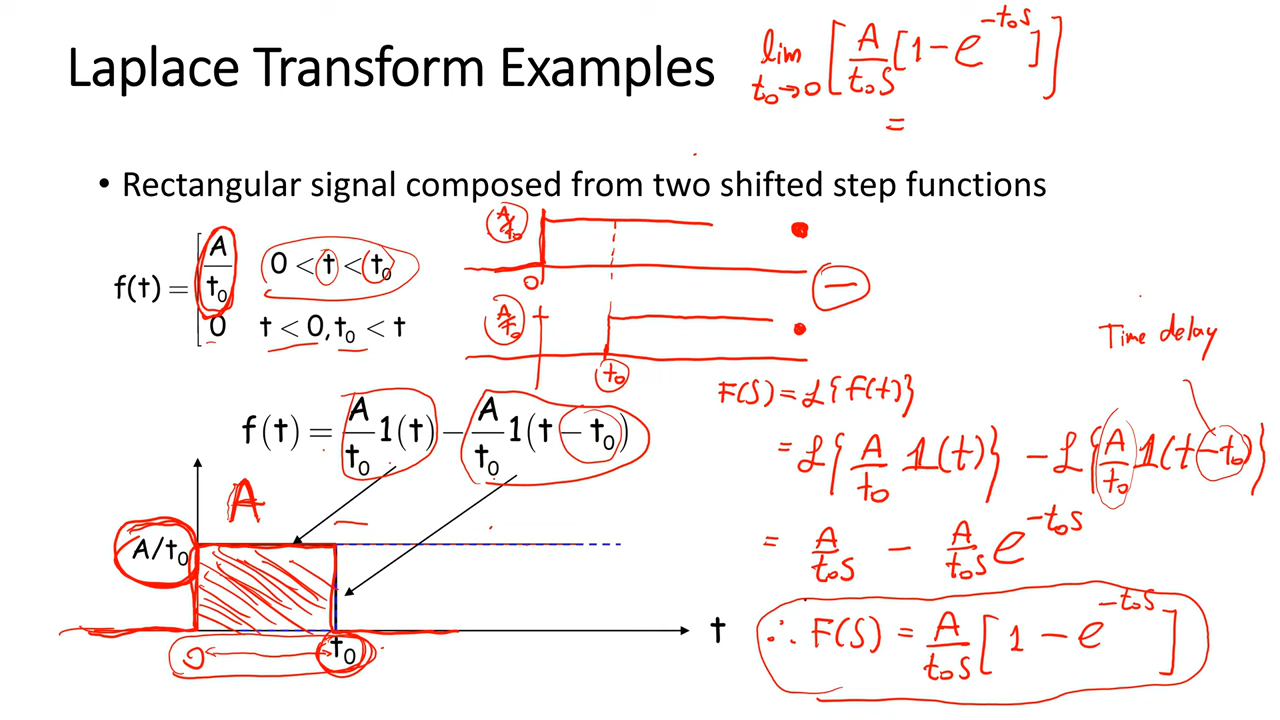 Laplace Transform Examples
lim t₀→0 [A/t₀s [1 − e^(−t₀s)]]
=
• Rectangular signal composed from two shifted step functions
f(t) = [ A/t₀ 0 < t < t₀
0 t < 0, t₀ < t
A/t₀
0
−
A/t₀
t₀
Time delay
f(t) = A/t₀ 1(t) − A/t₀ 1(t − t₀)
F(S) = ℒ{f(t)}
= ℒ{A/t₀ 1(t)} − ℒ{A/t₀ 1(t − t₀)}
= A/t₀s − A/t₀s e^(−t₀s)
∴ F(S) = A/t₀s [1 − e^(−t₀s)]
A
A/t₀
0 t₀ t